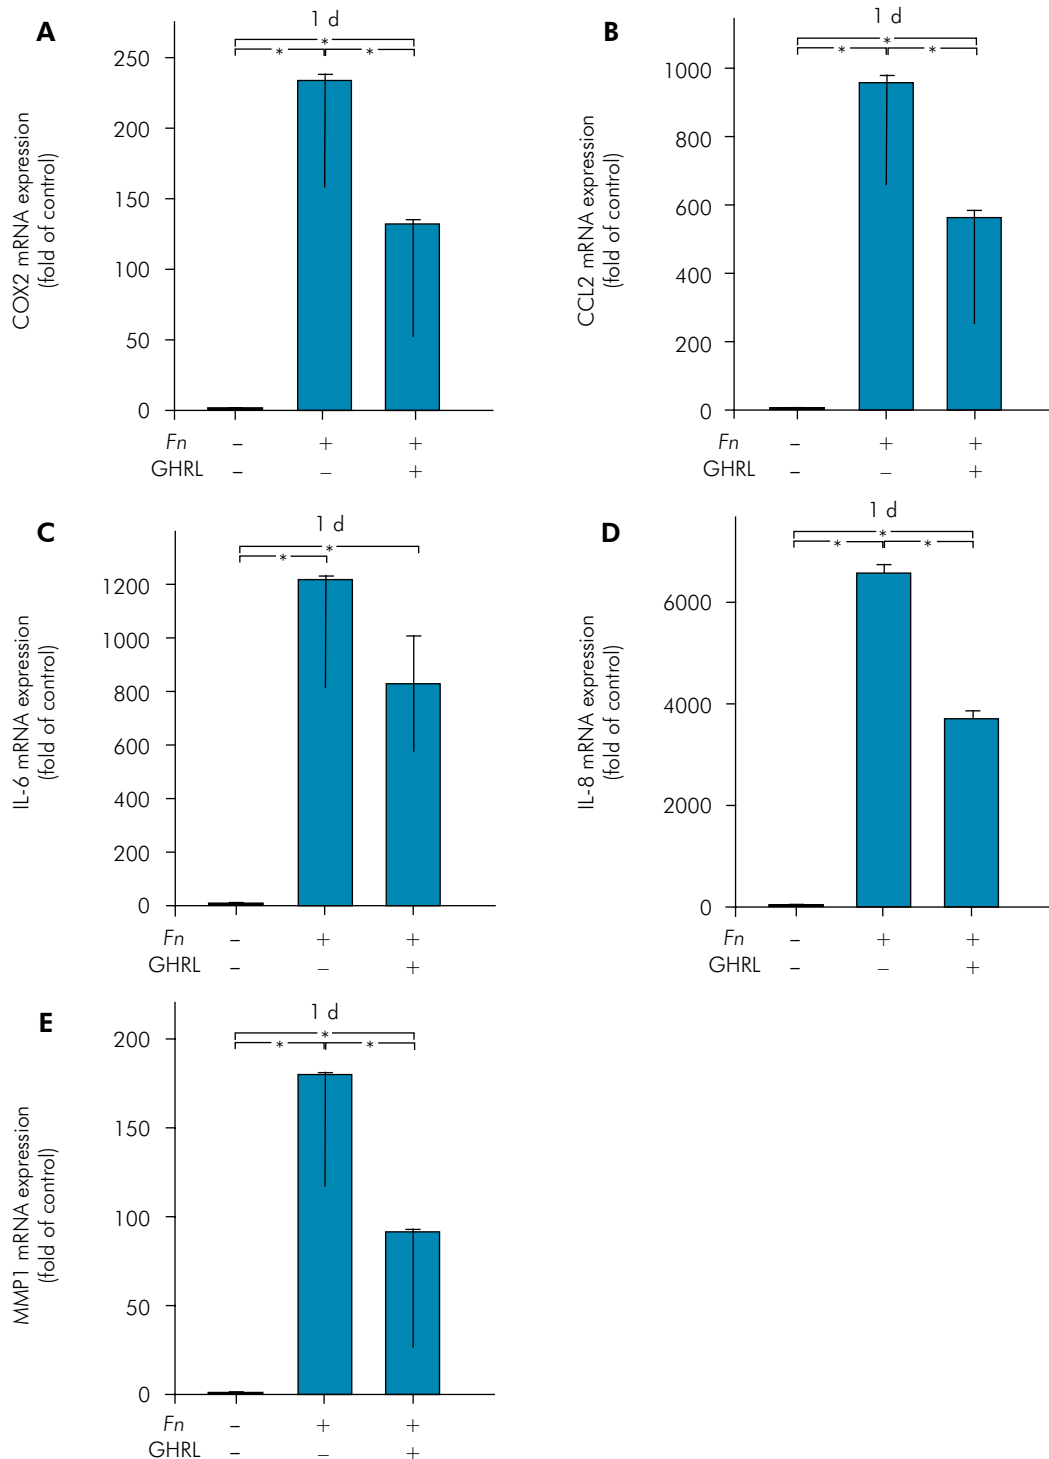 A
1 d
* 
* *
COX2 mRNA expression
(fold of control)
250
200
150
100
50
0
Fn – + +
GHRL – – +
B
1 d
*
* *
CCL2 mRNA expression
(fold of control)
1000
800
600
400
200
0
Fn – + +
GHRL – – +
C
1 d
*
*
IL-6 mRNA expression
(fold of control)
1200
1000
800
600
400
200
0
Fn – + +
GHRL – – +
D
1 d
*
* *
IL-8 mRNA expression
(fold of control)
6000
4000
2000
0
Fn – + +
GHRL – – +
E
1 d
*
* *
MMP1 mRNA expression
(fold of control)
200
150
100
50
0
Fn – + +
GHRL – – +